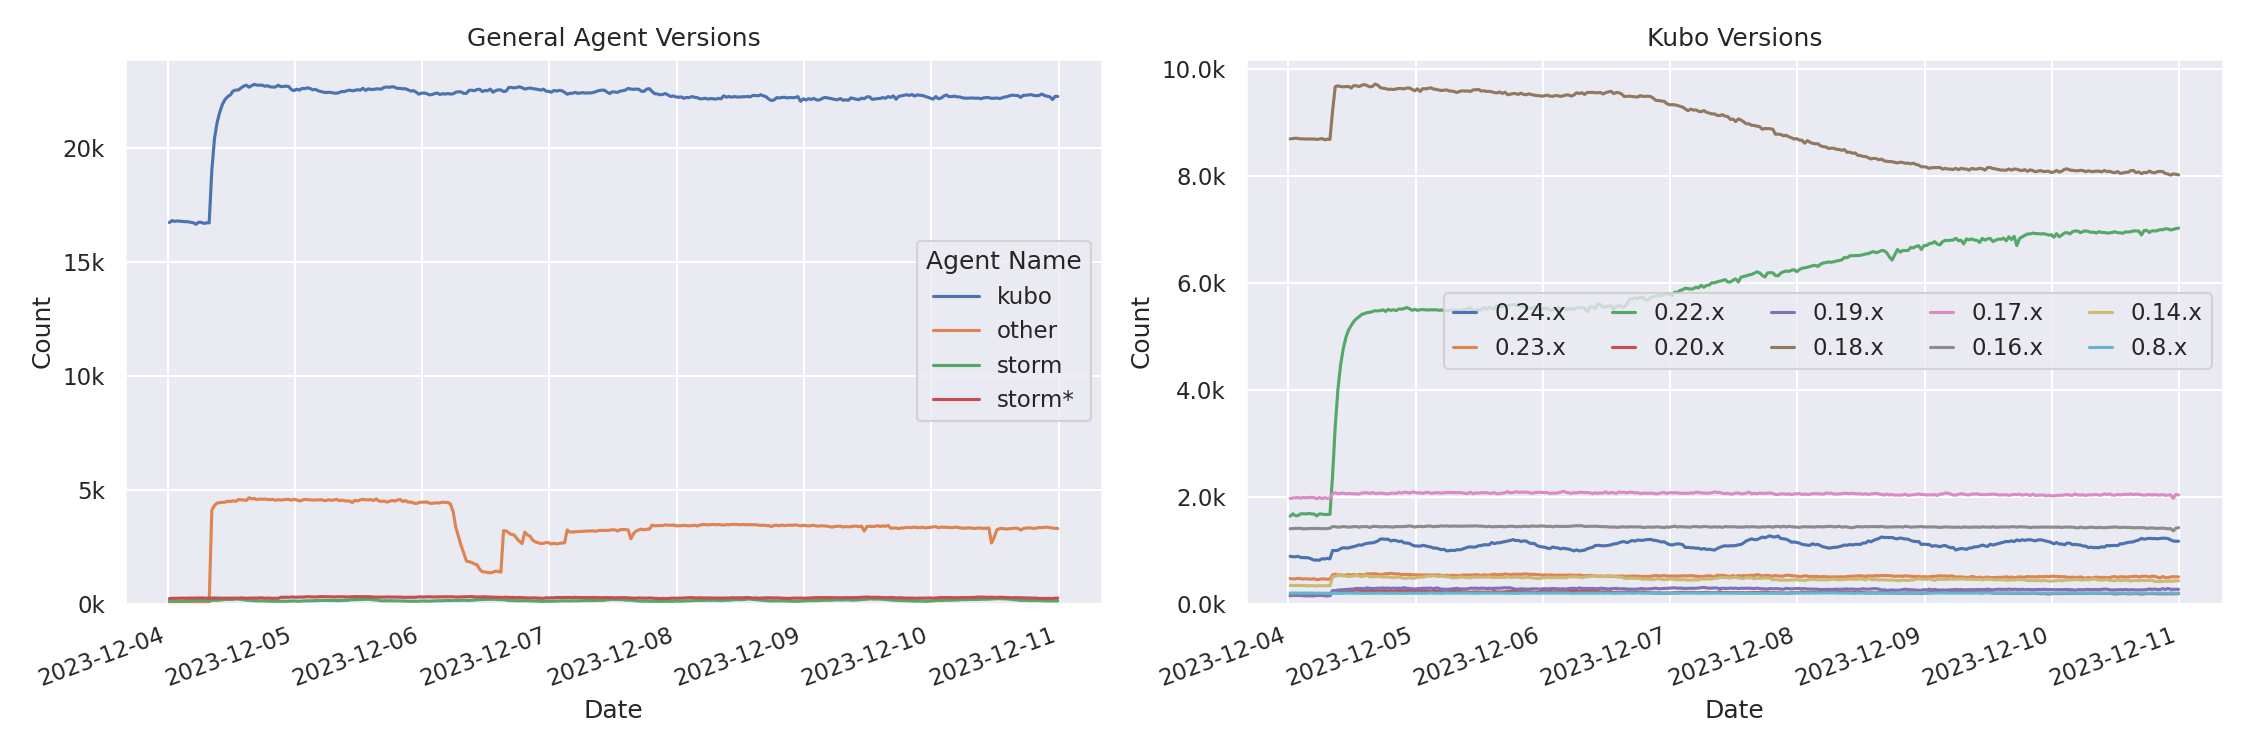 General Agent Versions
20k
15k
10k
5k
0k
Count
Agent Name
kubo
other
storm
storm*
2023-12-04
2023-12-05
2023-12-06
2023-12-07
2023-12-08
2023-12-09
2023-12-10
2023-12-11
Date
Kubo Versions
10.0k
8.0k
6.0k
4.0k
2.0k
0.0k
Count
0.24.x 0.22.x 0.19.x 0.17.x 0.14.x
0.23.x 0.20.x 0.18.x 0.16.x 0.8.x
2023-12-04
2023-12-05
2023-12-06
2023-12-07
2023-12-08
2023-12-09
2023-12-10
2023-12-11
Date